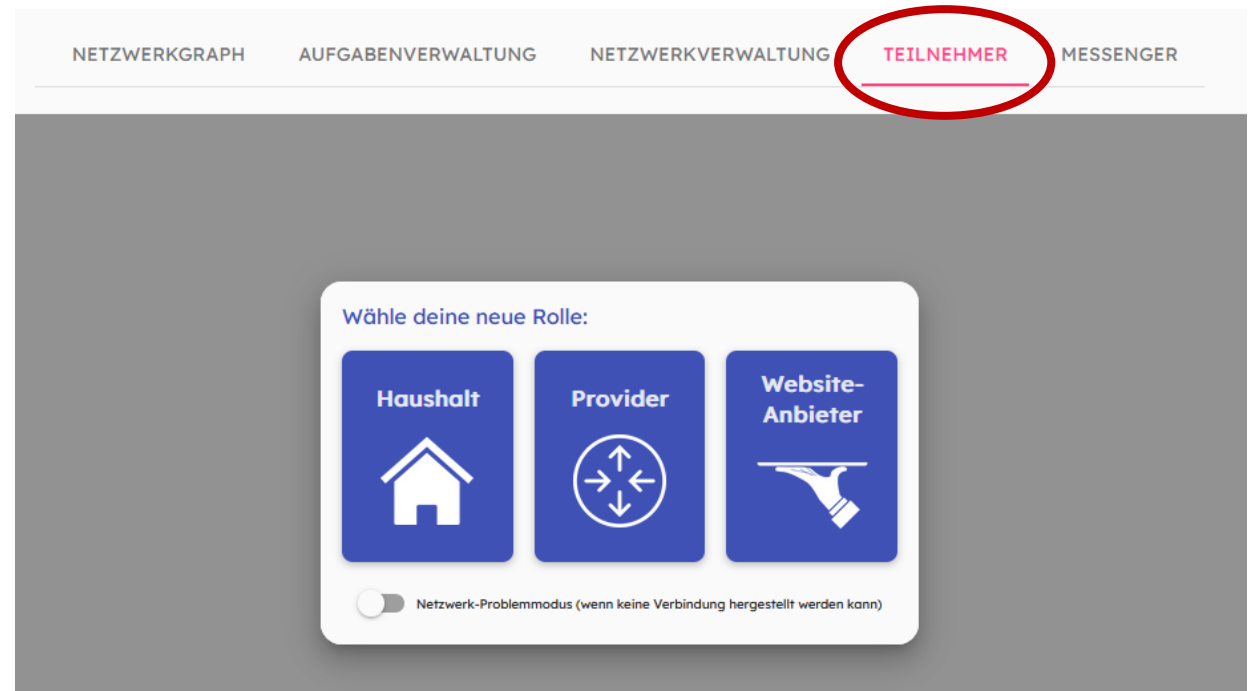 NETZWERKGRAPH AUFGABENVERWALTUNG NETZWERKVERWALTUNG TEILNEHMER MESSENGER
Wähle deine neue Rolle:
Haushalt
Provider
Website-
Anbieter
Netzwerk-Problemmodus (wenn keine Verbindung hergestellt werden kann)